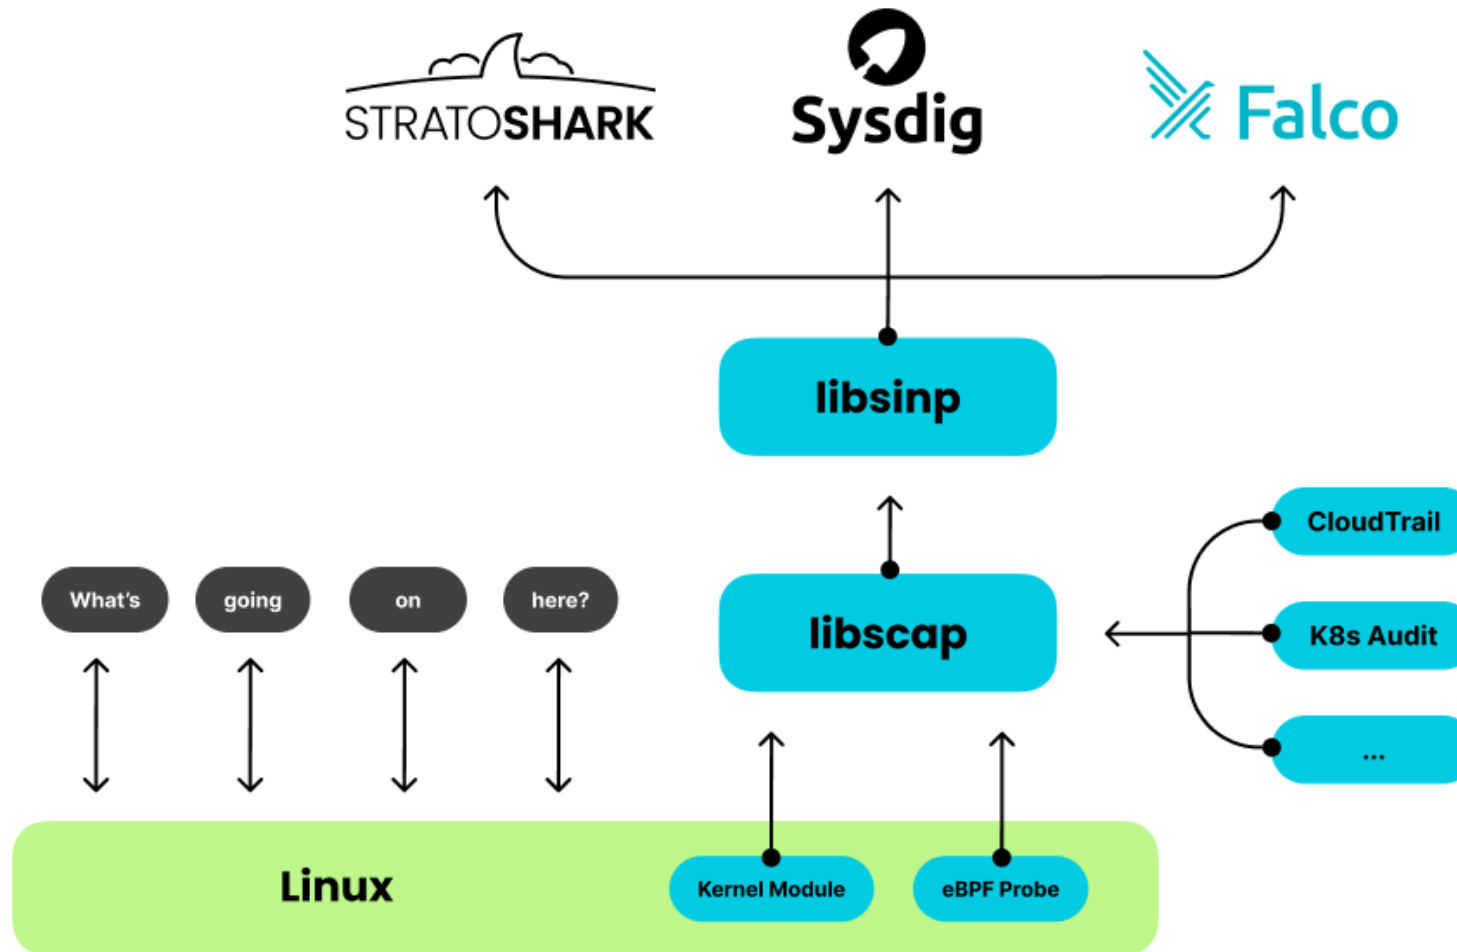 STRATOSHARK
Sysdig
Falco
libsinp
CloudTrail
What's
going
on
here?
libscap
K8s Audit
...
Linux
Kernel Module
eBPF Probe